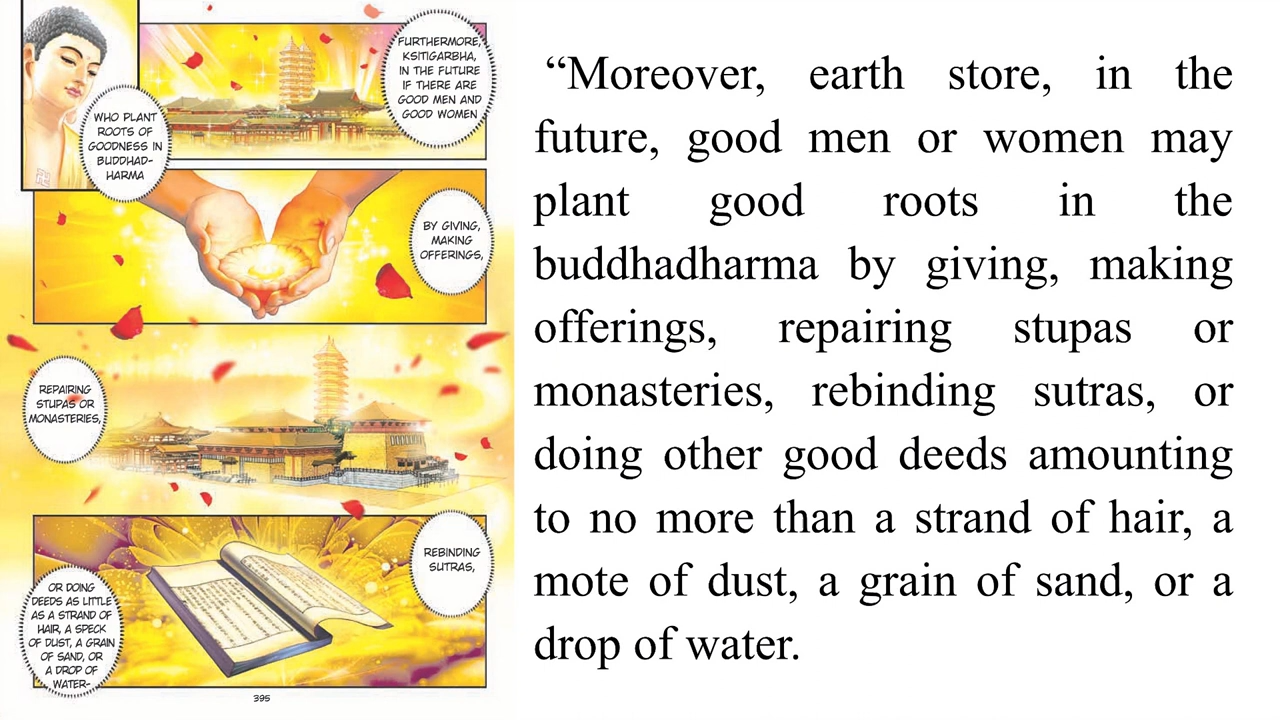 FURTHERMORE,
KSITIGARBHA,
IN THE FUTURE
IF THERE ARE
GOOD MEN AND
GOOD WOMEN
WHO PLANT
ROOTS OF
GOODNESS IN
BUDDHAD-
HARMA
卍
BY GIVING,
MAKING
OFFERINGS,
REPAIRING
STUPAS OR
MONASTERIES,
REBINDING
SUTRAS,
OR DOING
DEEDS AS LITTLE
AS A STRAND OF
HAIR, A SPECK
OF DUST, A GRAIN
OF SAND, OR
A DROP OF
WATER-
395
“Moreover, earth store, in the
future, good men or women may
plant good roots in the
buddhadharma by giving, making
offerings, repairing stupas or
monasteries, rebinding sutras, or
doing other good deeds amounting
to no more than a strand of hair, a
mote of dust, a grain of sand, or a
drop of water.